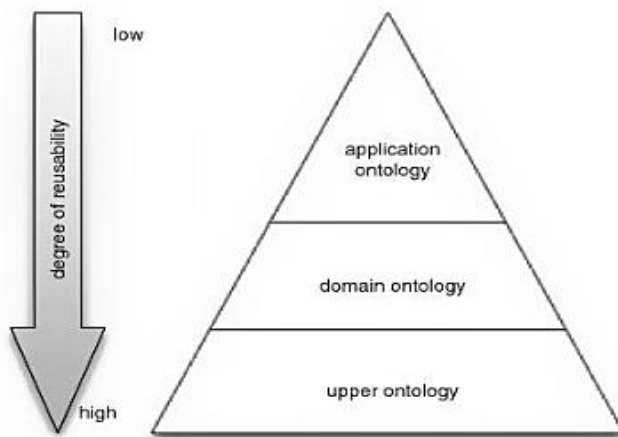 low
degree of reusability
application
ontology
domain ontology
upper ontology
high